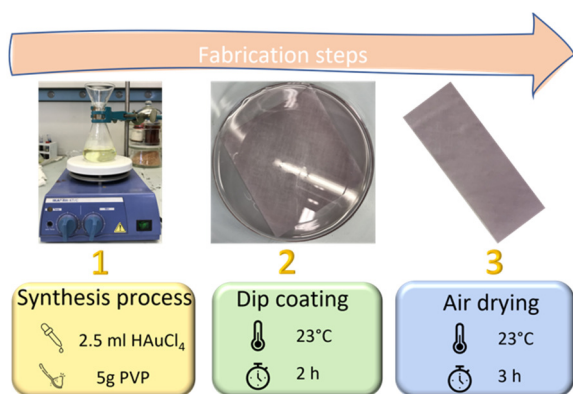 Fabrication steps
1
2
3
Synthesis process
2.5 ml HAuCl₄
5g PVP
Dip coating
23°C
2 h
Air drying
23°C
3 h